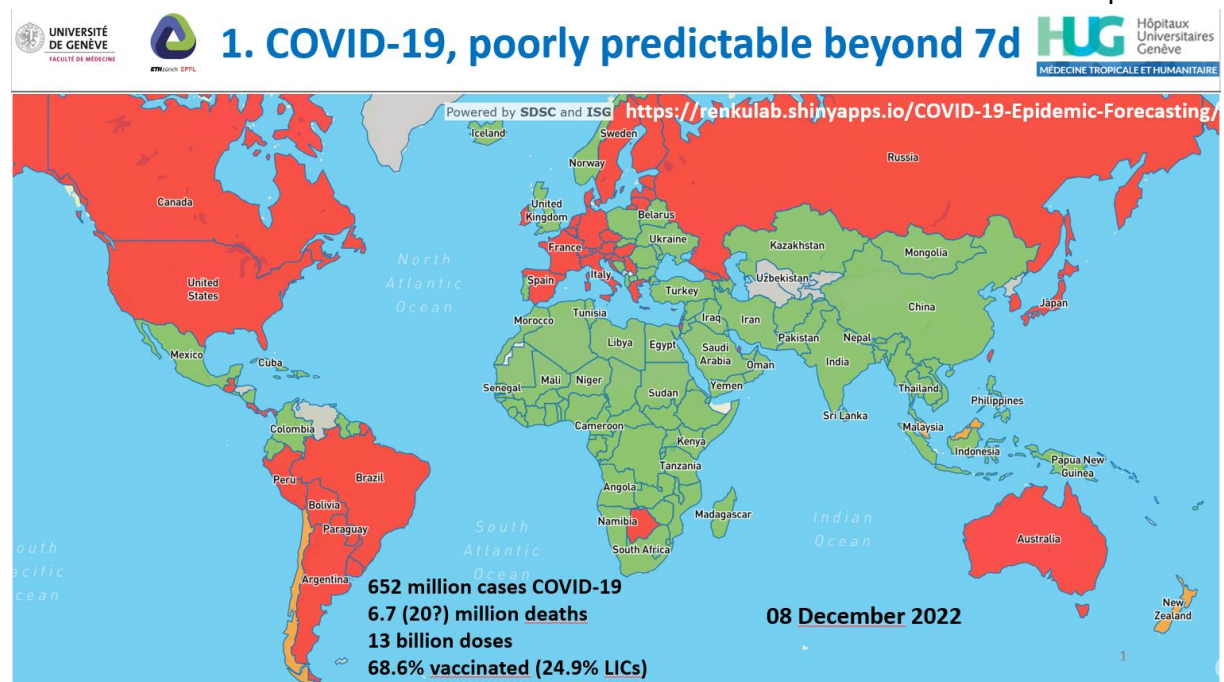 UNIVERSITÉ
DE GENÈVE
FACULTÉ DE MÉDECINE
ETHzürich EPFL
1. COVID-19, poorly predictable beyond 7d
HUG
Hôpitaux
Universitaires
Genève
MÉDECINE TROPICALE ET HUMANITAIRE
Powered by SDSC and ISG
https://renkulab.shinyapps.io/COVID-19-Epidemic-Forecasting/
Iceland
Sweden
Norway
Russia
Canada
United
Kingdom
Belarus
Ukraine
France
Kazakhstan
Mongolia
North
Atlantic
Ocean
United
States
Spain
Italy
Uzbekistan
Turkey
China
Japan
Morocco
Tunisia
Iraq
Iran
Libya
Egypt
Saudi
Arabia
Pakistan
Nepal
Mexico
Cuba
Oman
India
Senegal
Mali
Niger
Sudan
Yemen
Thailand
Philippines
Sri Lanka
Colombia
Cameroon
Malaysia
Kenya
Indonesia
Papua New
Guinea
Tanzania
Peru
Brazil
Angola
Bolivia
Madagascar
Namibia
Paraguay
South
Atlantic
Ocean
Indian
Ocean
South Africa
Australia
outh
acific
cean
Argentina
New
Zealand
652 million cases COVID-19
6.7 (20?) million deaths
13 billion doses
68.6% vaccinated (24.9% LICs)
08 December 2022
1